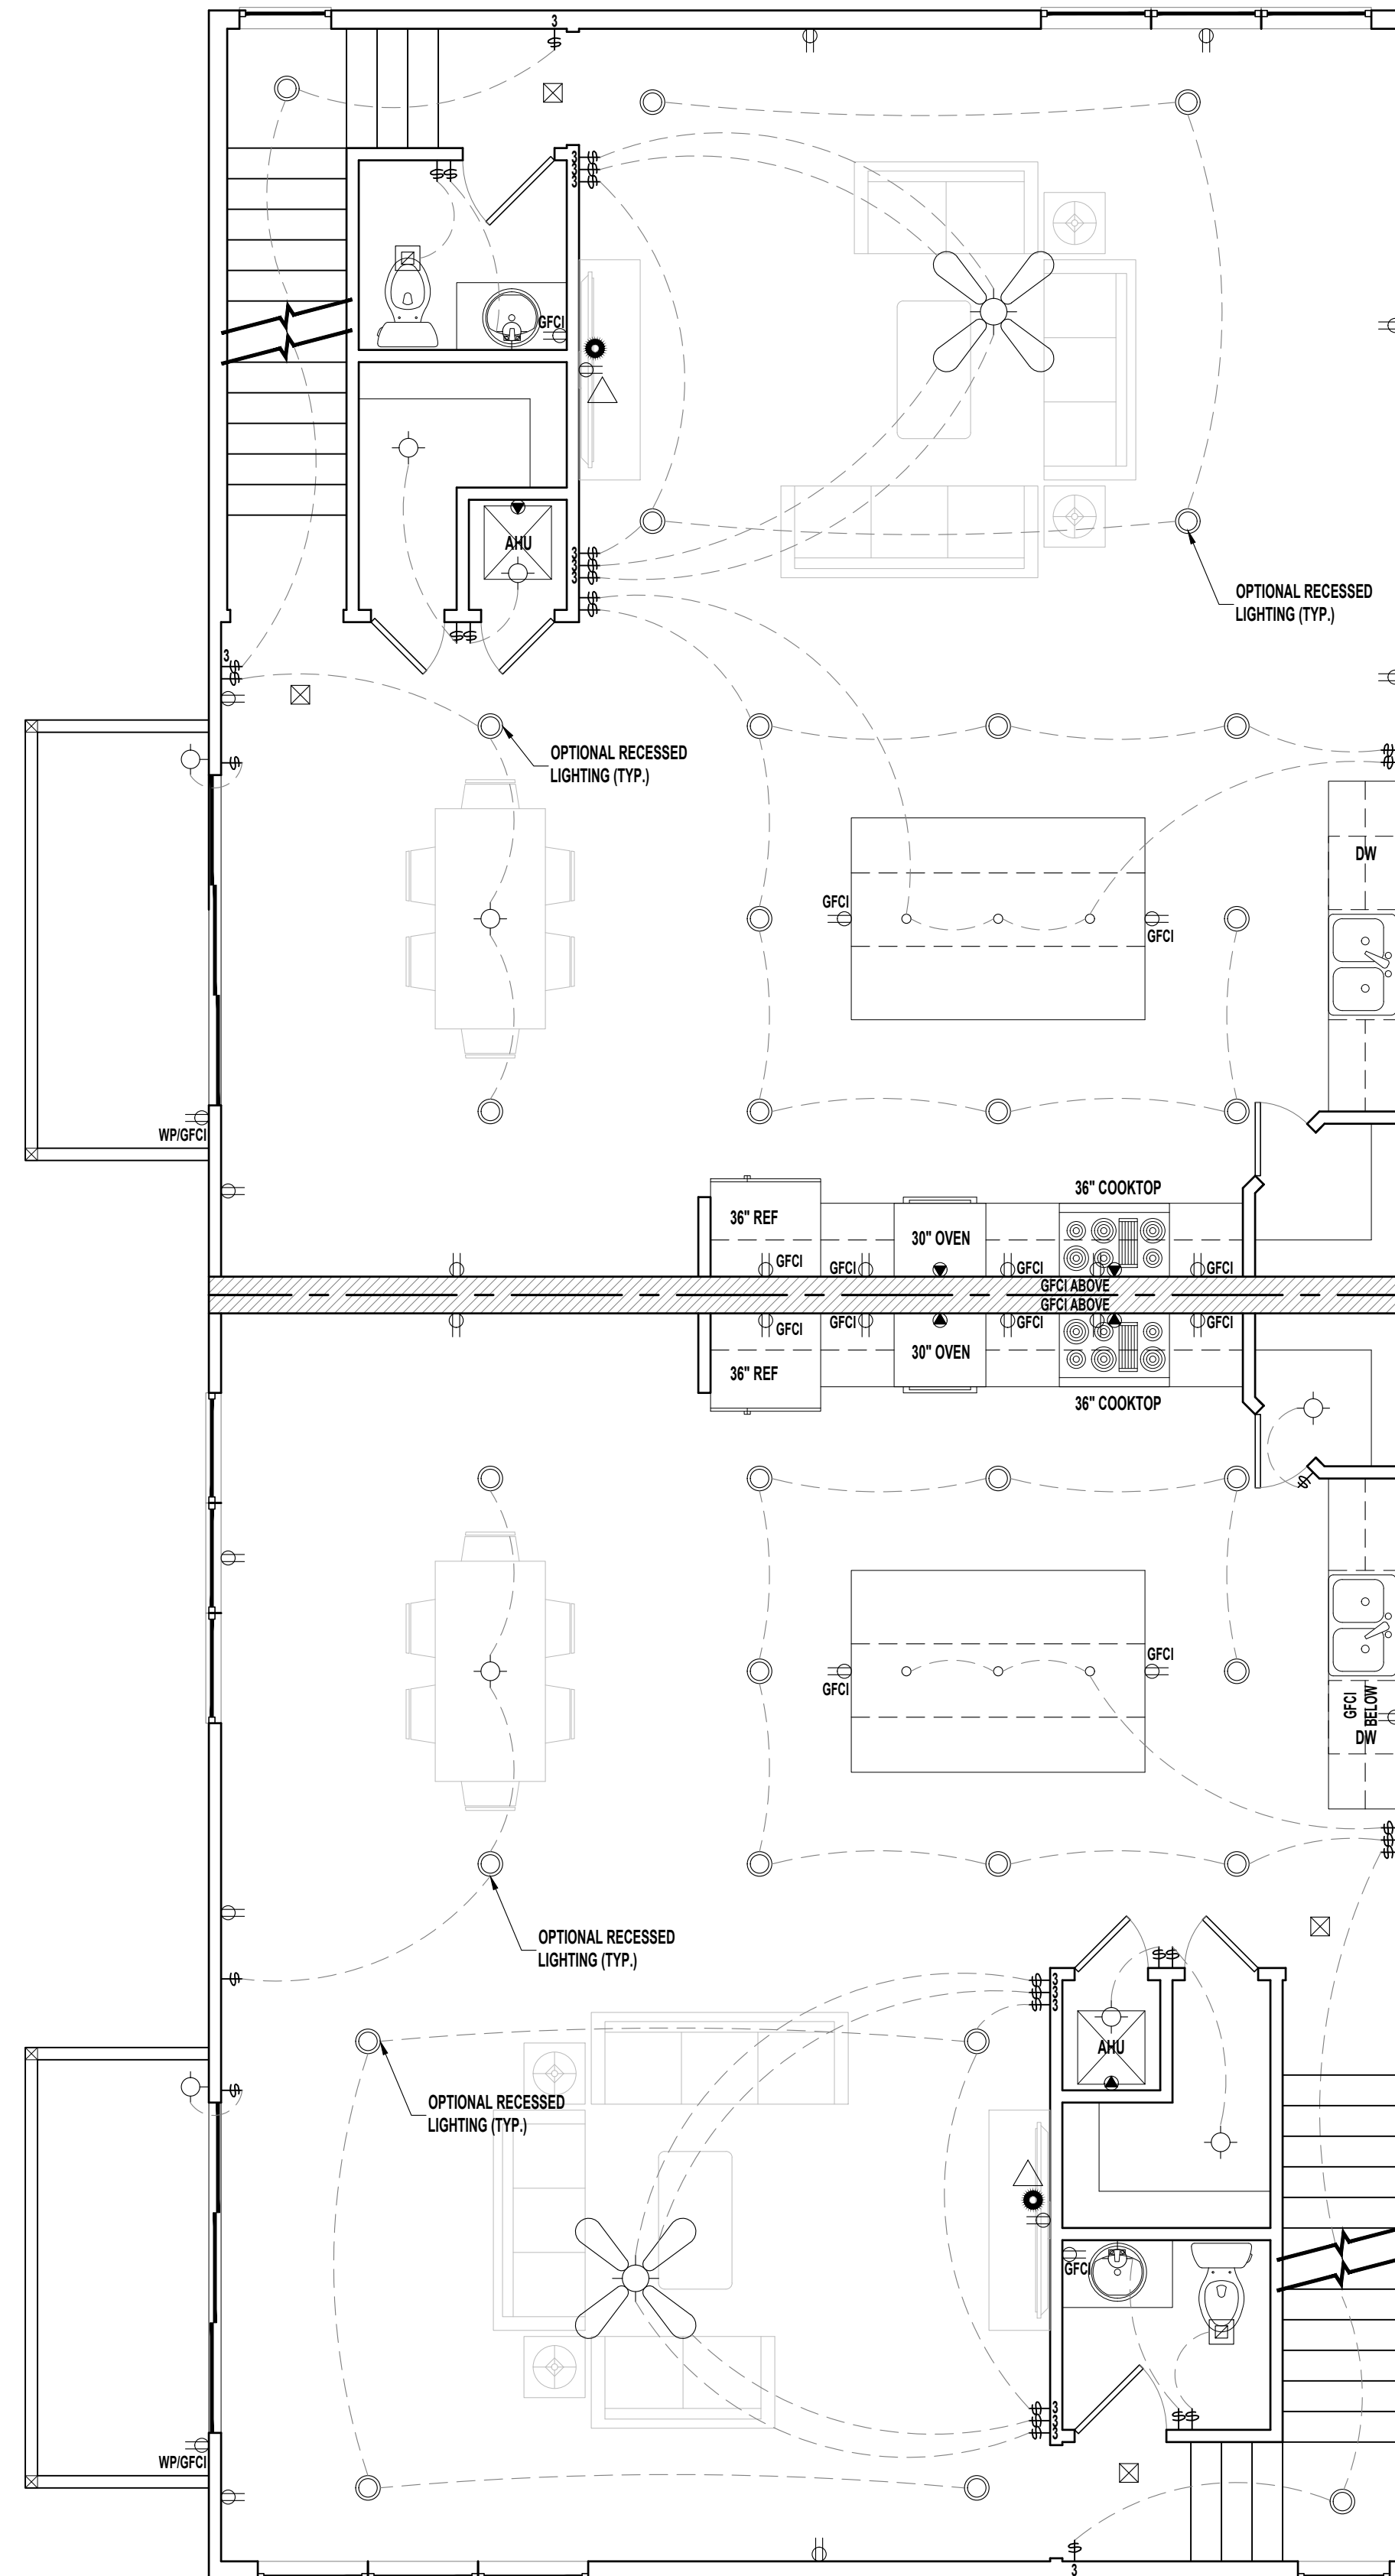 3
3
3
3
GFCI
AHU
3
3
3
OPTIONAL RECESSED
LIGHTING (TYP.)
3
OPTIONAL RECESSED
LIGHTING (TYP.)
DW
GFCI
GFCI
WP/GFCI
36" COOKTOP
36" REF
30" OVEN
GFCI
GFCI
GFCI
GFCI
GFCI ABOVE
GFCI ABOVE
GFCI
GFCI
GFCI
GFCI
30" OVEN
36" REF
36" COOKTOP
GFCI
GFCI
GFCI
BELOW
DW
OPTIONAL RECESSED
LIGHTING (TYP.)
3
3
3
AHU
OPTIONAL RECESSED
LIGHTING (TYP.)
GFCI
3
3
3
WP/GFCI
3